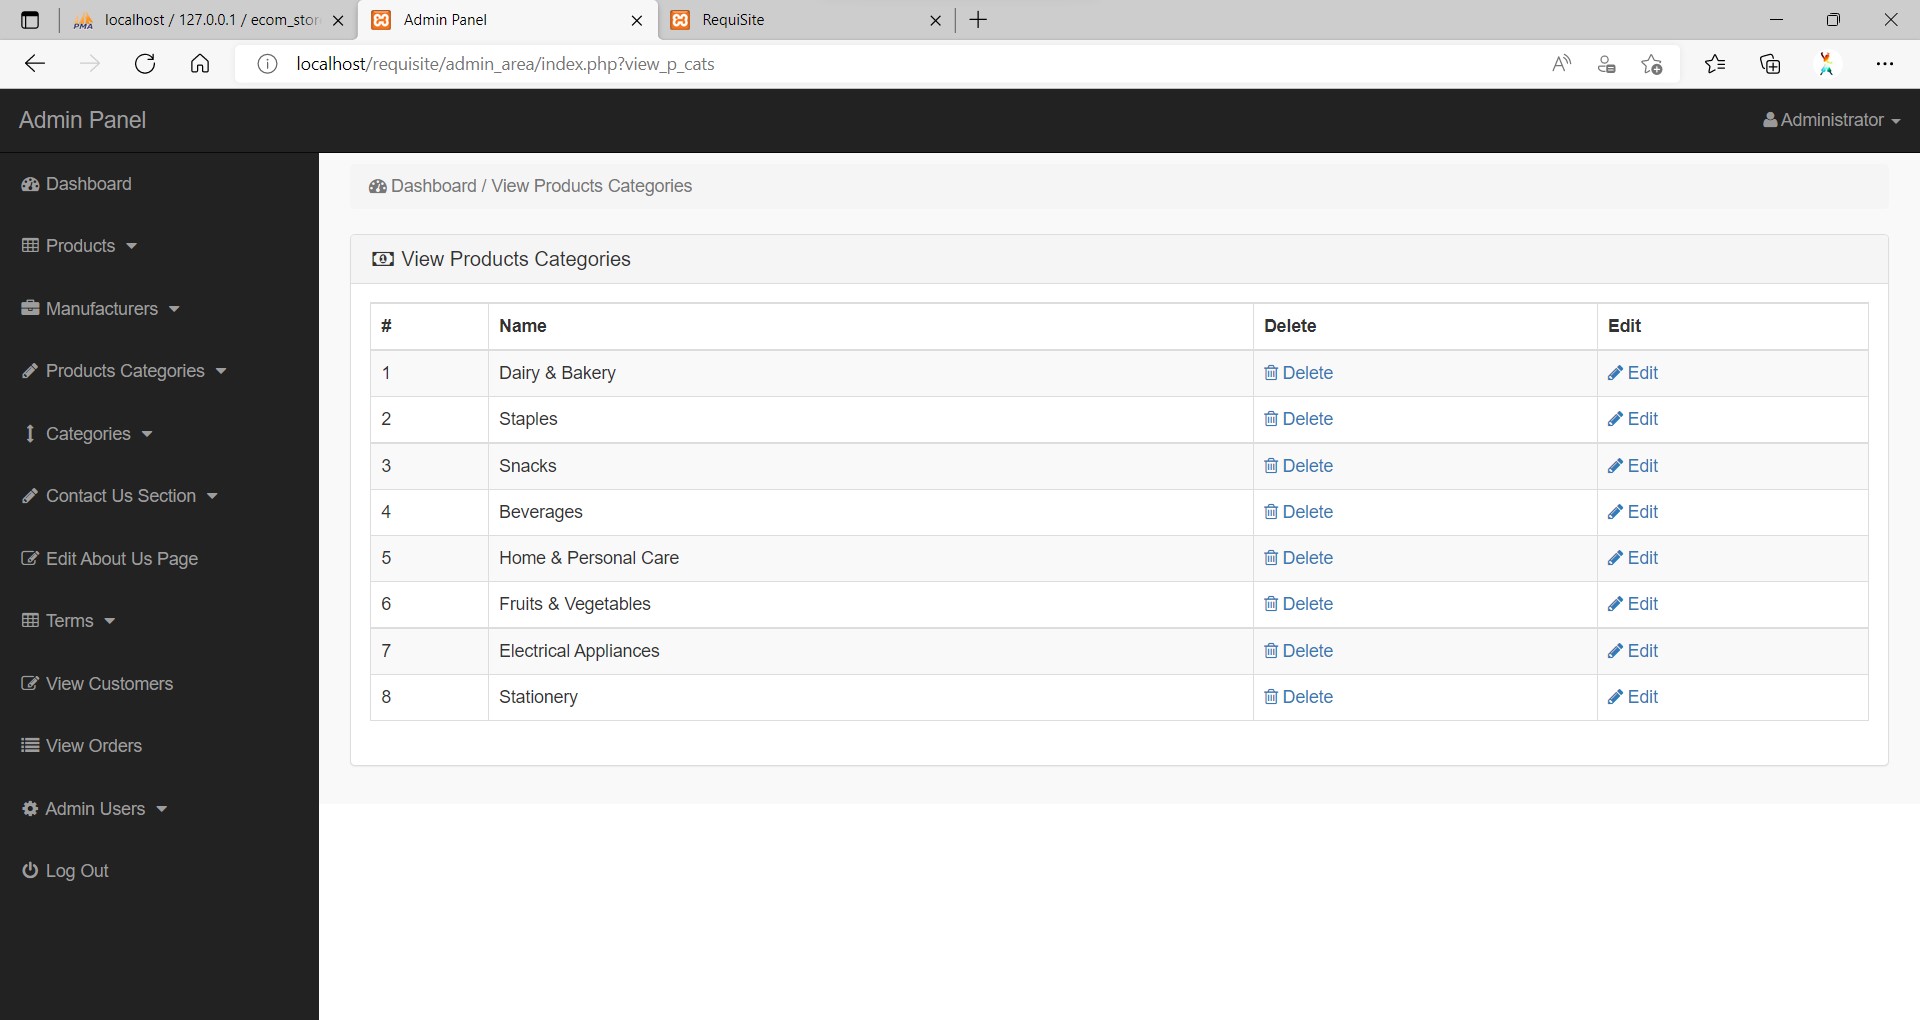 localhost / 127.0.0.1 / ecom_stor
Admin Panel
RequiSite
localhost/requisite/admin_area/index.php?view_p_cats
Admin Panel
Administrator
Dashboard
Products
Manufacturers
Products Categories
Categories
Contact Us Section
Edit About Us Page
Terms
View Customers
View Orders
Admin Users
Log Out
Dashboard / View Products Categories
View Products Categories
# Name Delete Edit
1 Dairy & Bakery Delete Edit
2 Staples Delete Edit
3 Snacks Delete Edit
4 Beverages Delete Edit
5 Home & Personal Care Delete Edit
6 Fruits & Vegetables Delete Edit
7 Electrical Appliances Delete Edit
8 Stationery Delete Edit